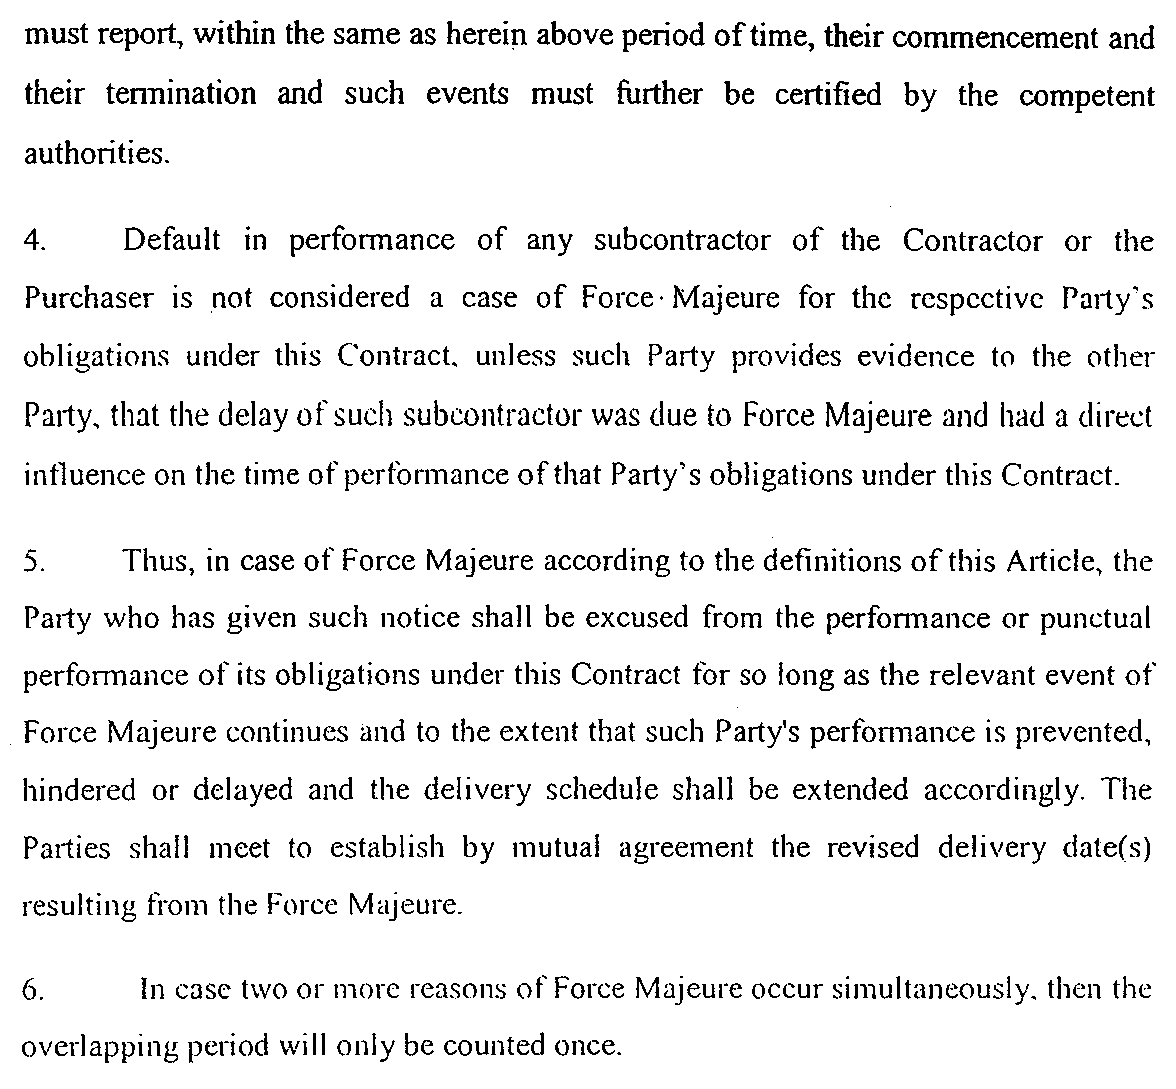 must report, within the same as herein above period of time, their commencement and
their termination and such events must further be certified by the competent
authorities.
4. Default in performance of any subcontractor of the Contractor or the
Purchaser is not considered a case of Force Majeure for the respective Party's
obligations under this Contract, unless such Party provides evidence to the other
Party, that the delay of such subcontractor was due to Force Majeure and had a direct
influence on the time of performance of that Party's obligations under this Contract.
5. Thus, in case of Force Majeure according to the definitions of this Article, the
Party who has given such notice shall be excused from the performance or punctual
performance of its obligations under this Contract for so long as the relevant event of
Force Majeure continues and to the extent that such Party's performance is prevented,
hindered or delayed and the delivery schedule shall be extended accordingly. The
Parties shall meet to establish by mutual agreement the revised delivery date(s)
resulting from the Force Majeure.
6. In case two or more reasons of Force Majeure occur simultaneously, then the
overlapping period will only be counted once.